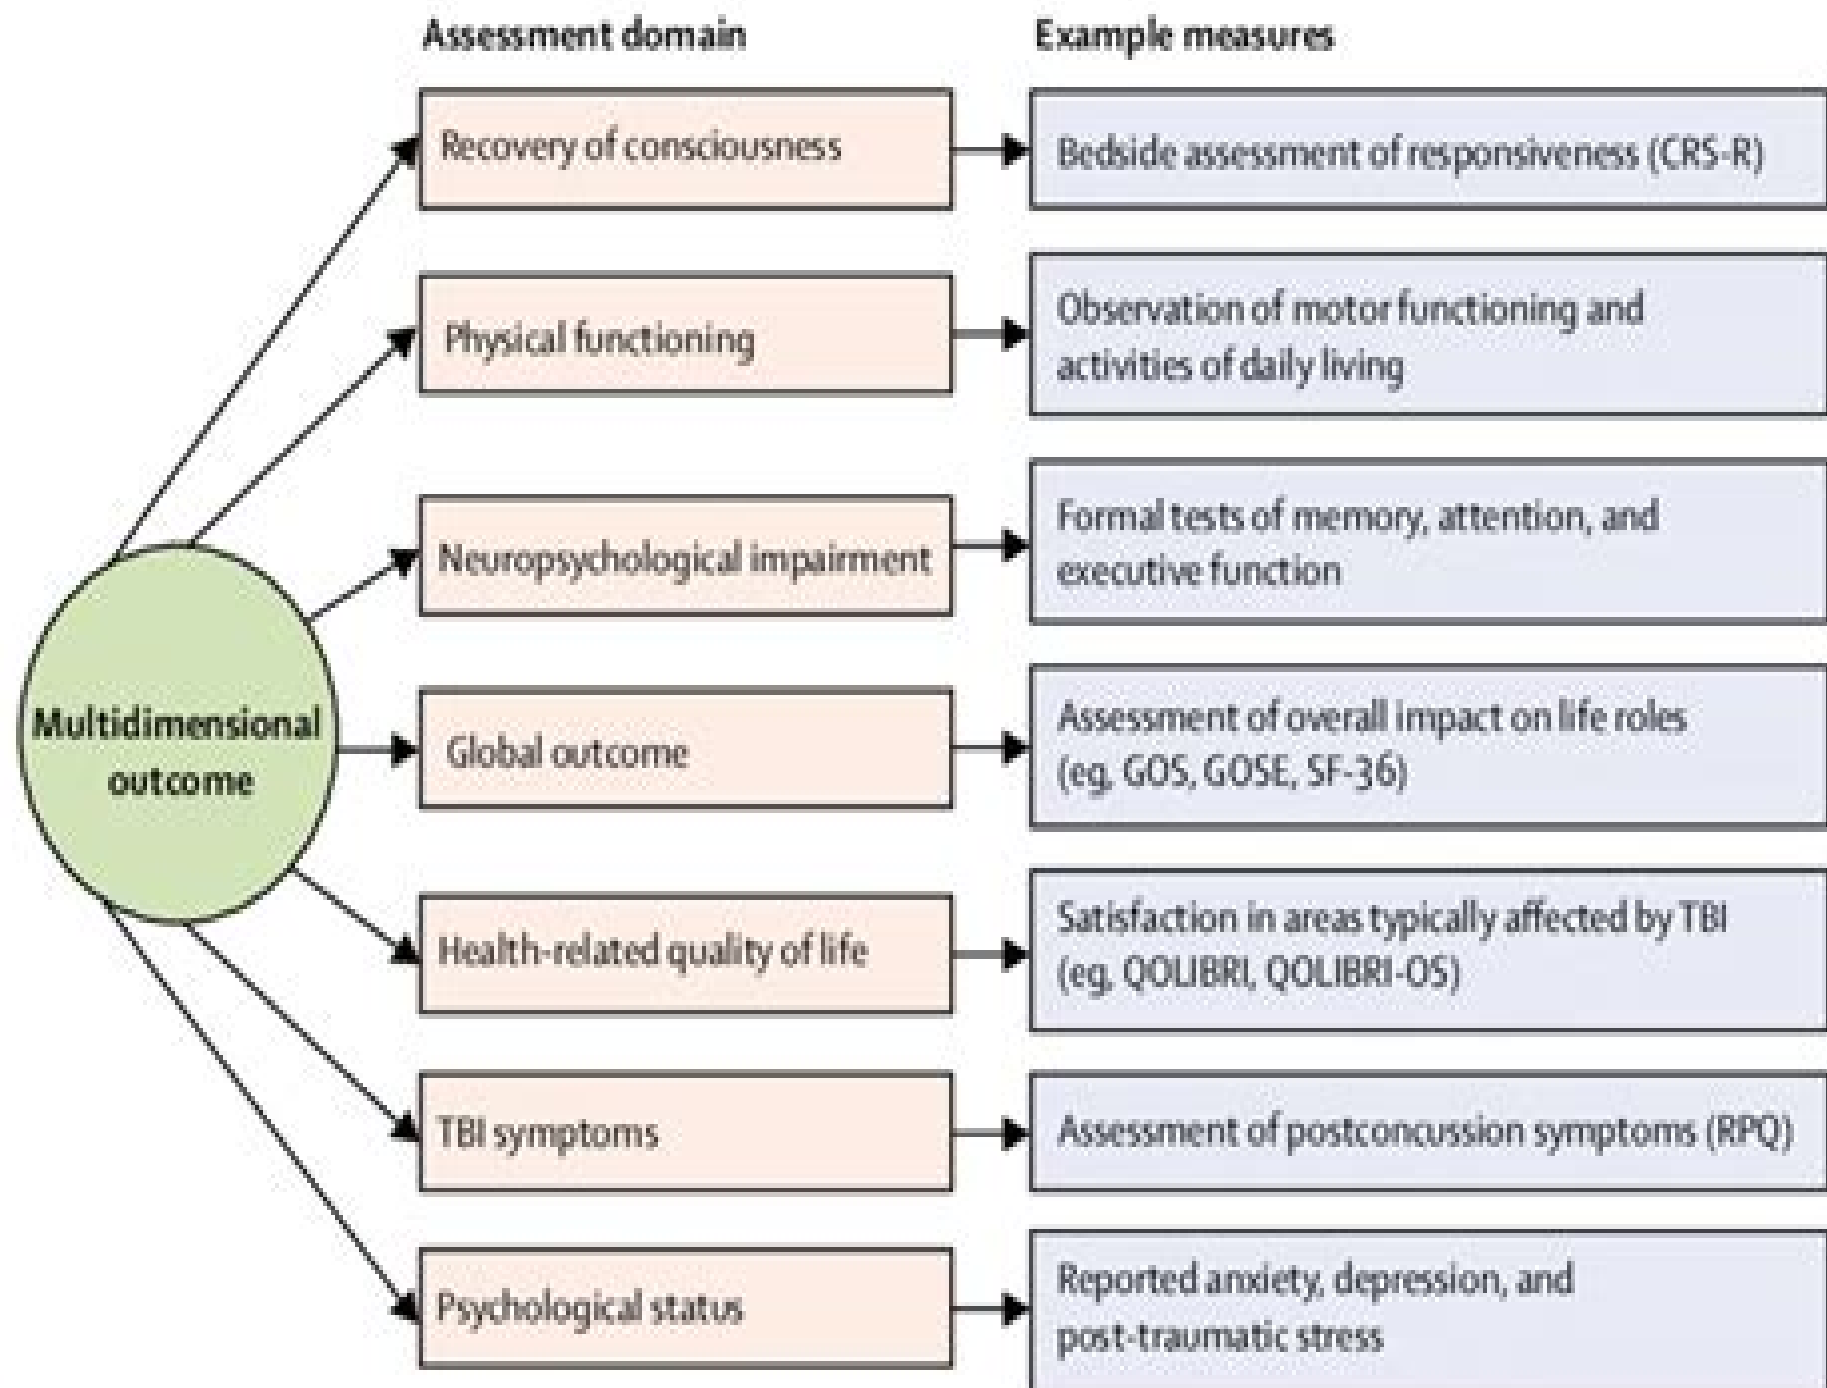 Assessment domain
Example measures
Recovery of consciousness
Bedside assessment of responsiveness (CRS-R)
Physical functioning
Observation of motor functioning and
activities of daily living
Neuropsychological impairment
Formal tests of memory, attention, and
executive function
Multidimensional
outcome
Global outcome
Assessment of overall impact on life roles
(eg, GOS, GOSE, SF-36)
Health-related quality of life
Satisfaction in areas typically affected by TBI
(eg, QOLIBRI, QOLIBRI-OS)
TBI symptoms
Assessment of postconcussion symptoms (RPQ)
Psychological status
Reported anxiety, depression, and
post-traumatic stress